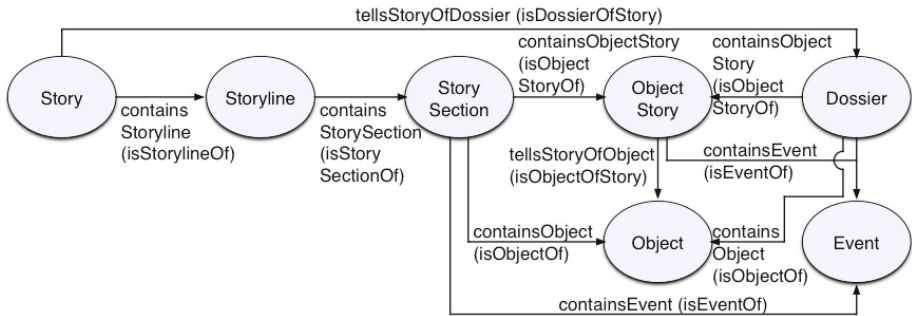 tellsStoryOfDossier (isDossierOfStory)
Story
contains
Storyline
(isStorylineOf)
Storyline
contains
StorySection
(isStory
SectionOf)
Story
Section
containsObjectStory
(isObject
StoryOf)
Object
Story
containsObject
Story
(isObject
StoryOf)
Dossier
tellsStoryOfObject
(isObjectOfStory)
containsEvent
(isEventOf)
containsObject
(isObjectOf)
Object
contains
Object
(isObjectOf)
Event
containsEvent (isEventOf)